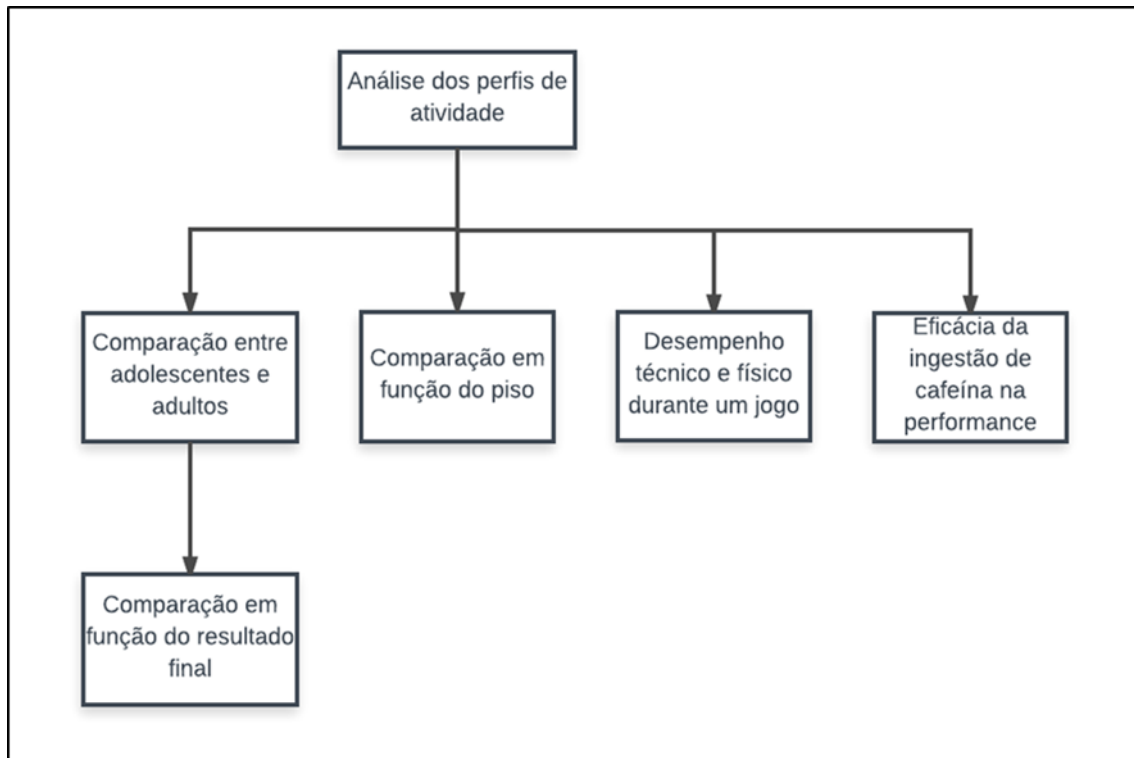 Análise dos perfis de
atividade
Comparação entre
adolescentes e
adultos
Comparação em
função do piso
Desempenho
técnico e físico
durante um jogo
Eficácia da
ingestão de
cafeína na
performance
Comparação em
função do resultado
final